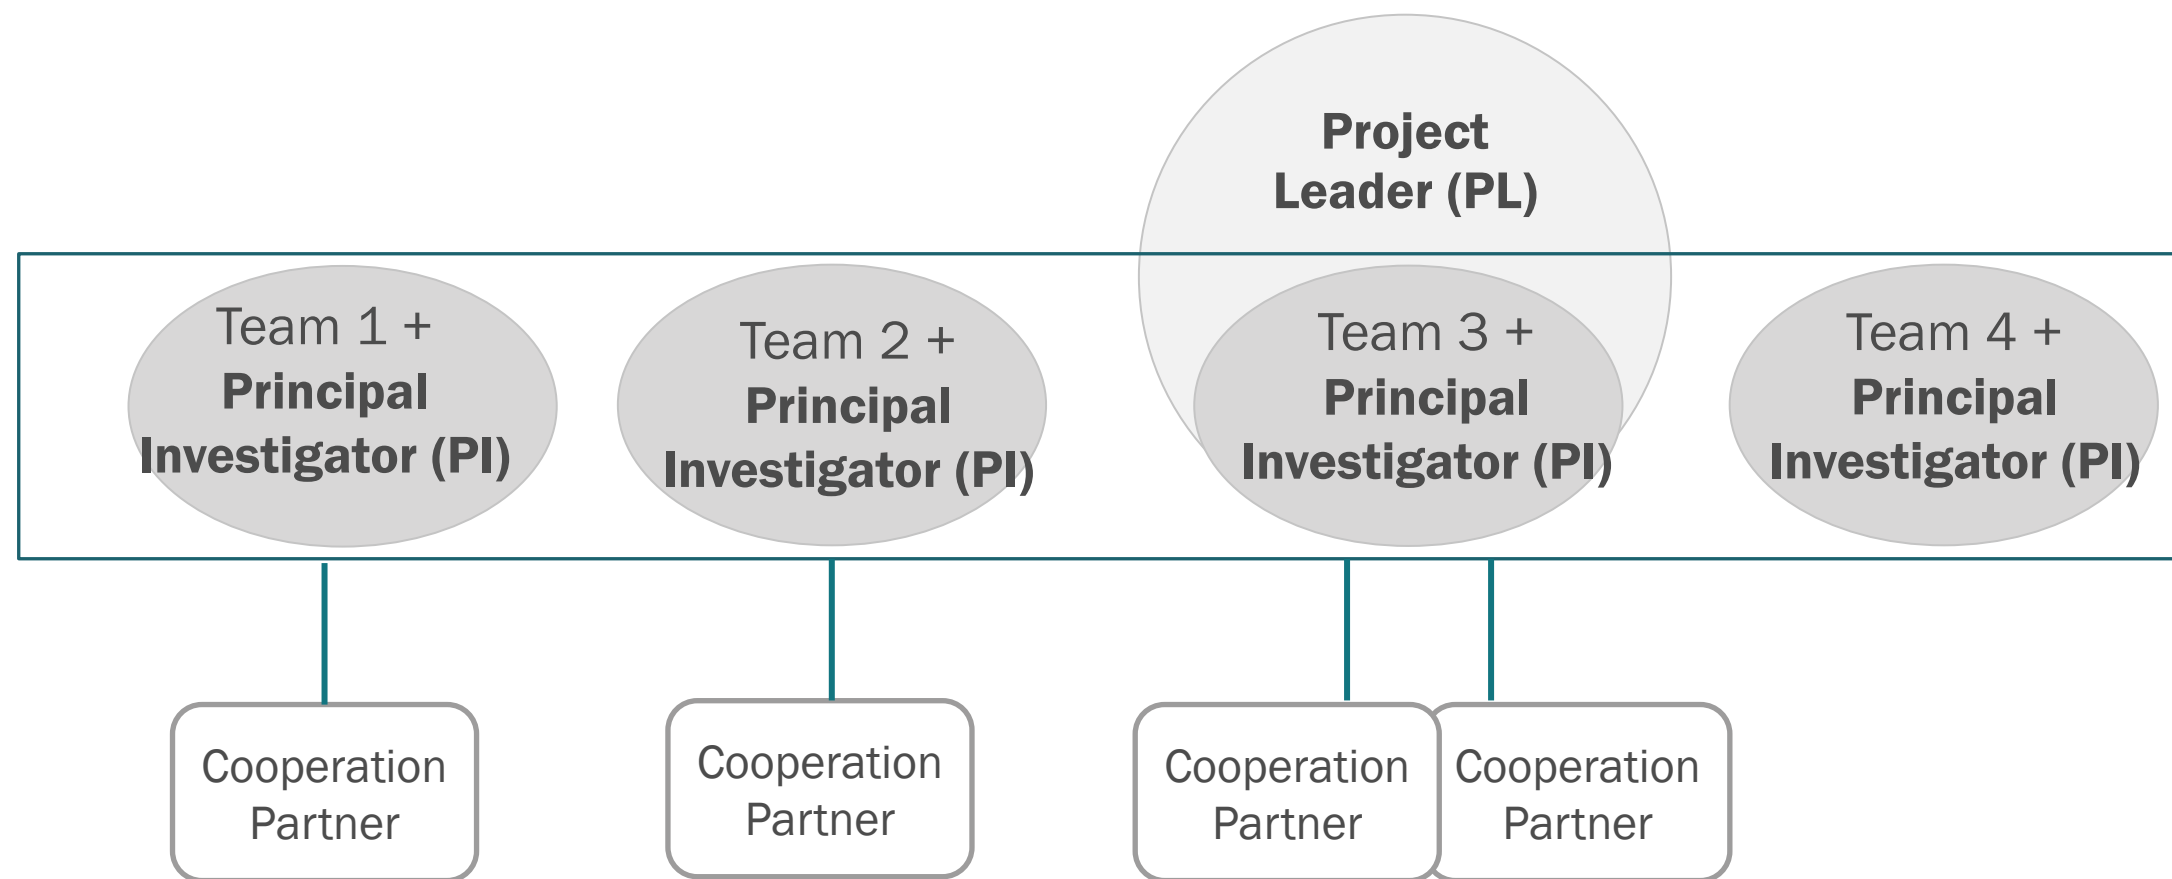 Project
Leader (PL)
Team 1 +
Principal
Investigator (PI)
Team 2 +
Principal
Investigator (PI)
Team 3 +
Principal
Investigator (PI)
Team 4 +
Principal
Investigator (PI)
Cooperation
Partner
Cooperation
Partner
Cooperation
Partner
Cooperation
Partner